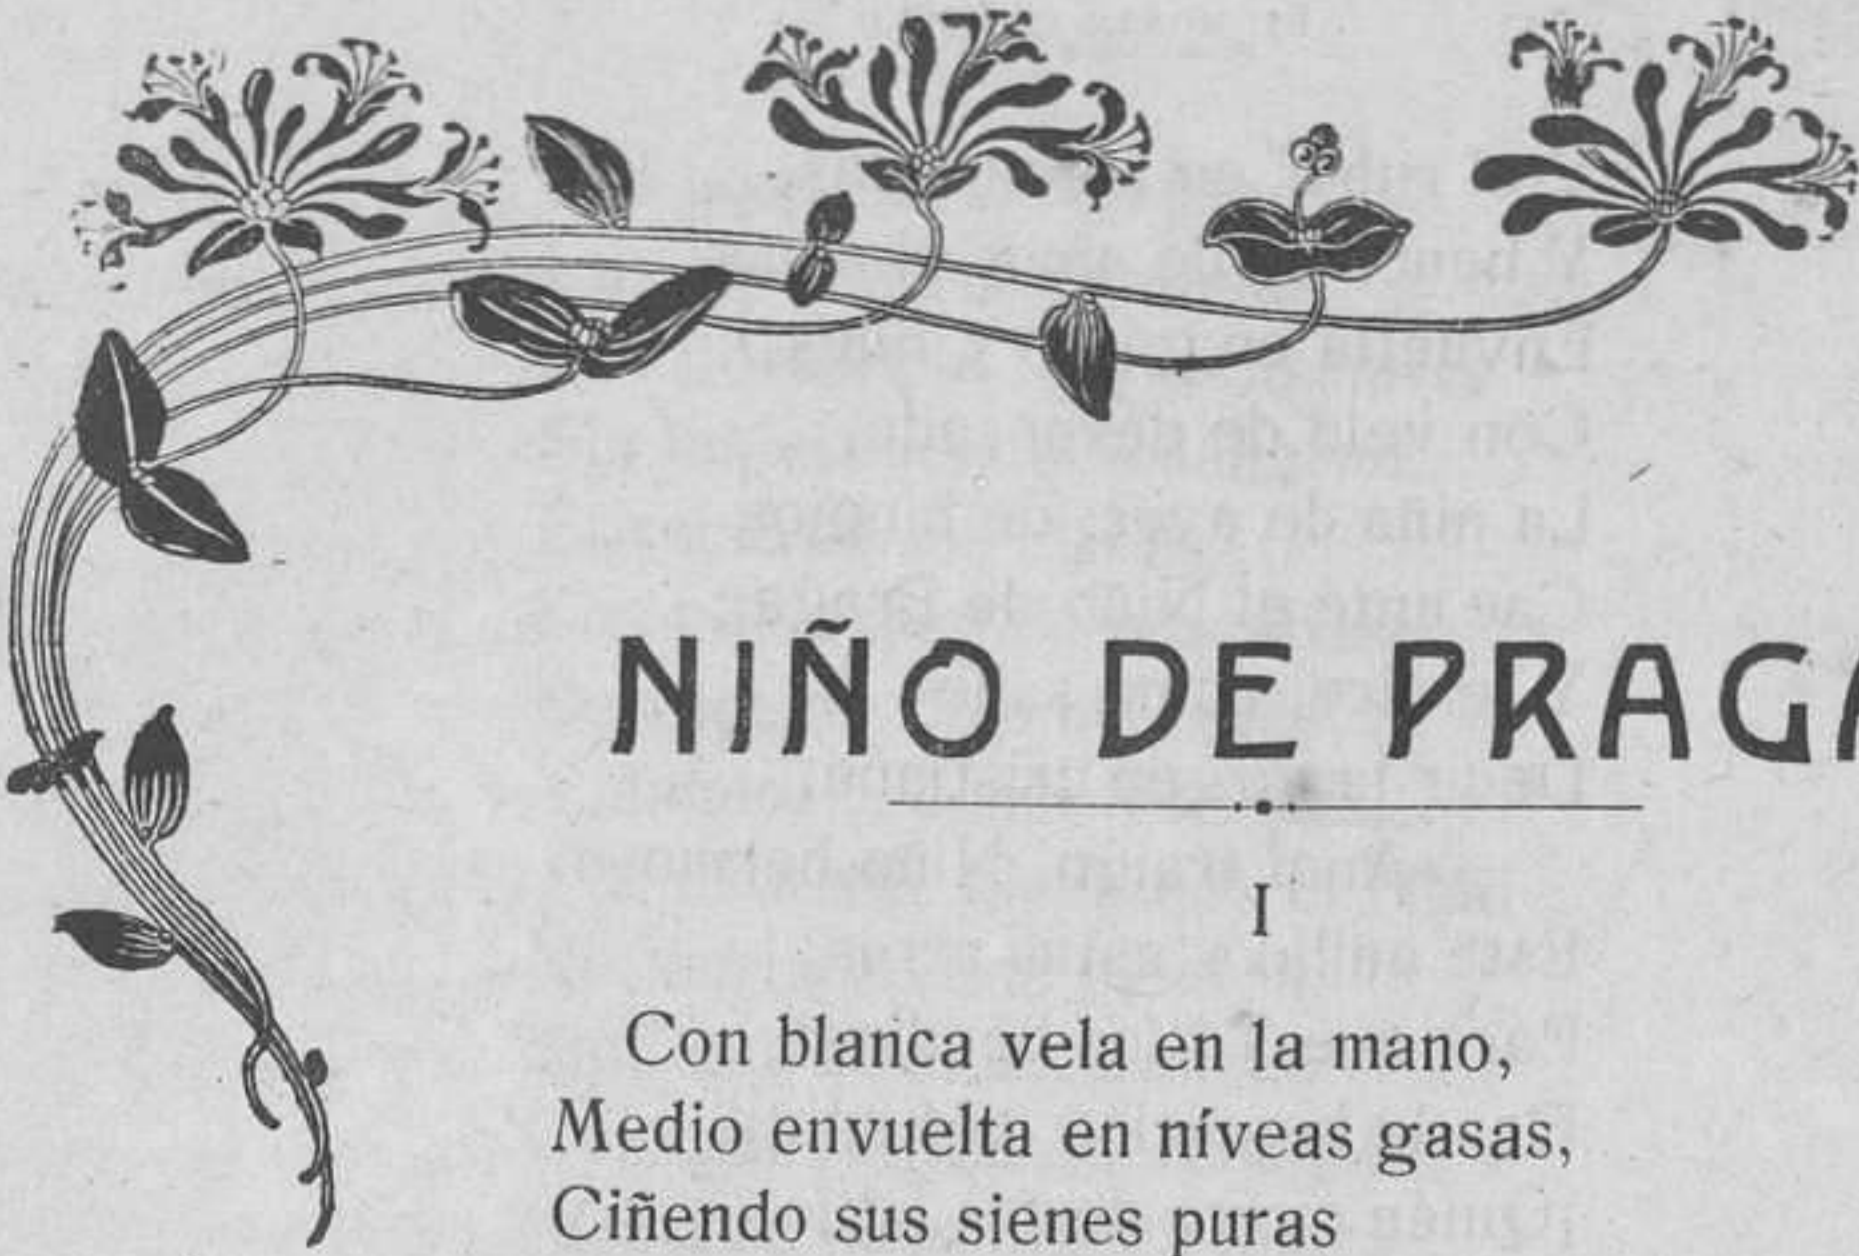 NIÑO DE PRAGA
I
Con blanca vela en la mano,
Medio envuelta en níveas gasas,
Ciñendo sus sienes puras